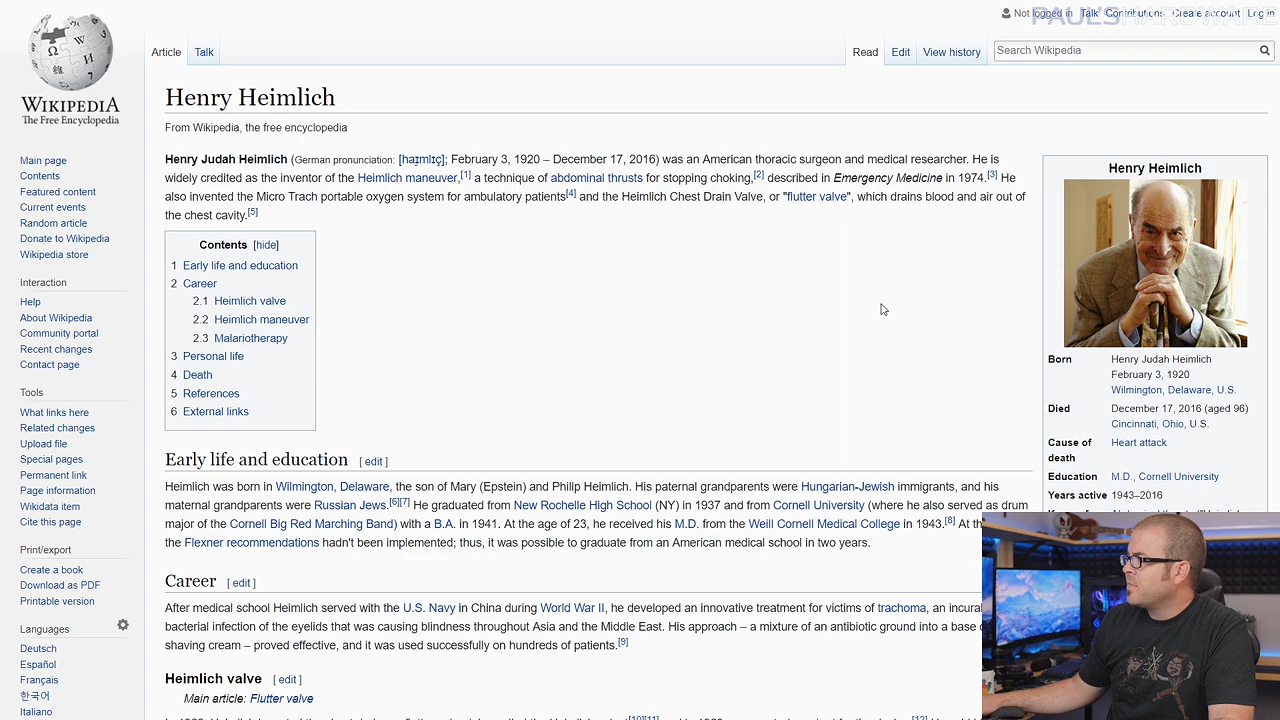 PAUL'S HARDWARE
Not logged in Talk Contributions Create account Log in
Article Talk Read Edit View history Search Wikipedia
WIKIPEDIA
The Free Encyclopedia
Main page
Contents
Featured content
Current events
Random article
Donate to Wikipedia
Wikipedia store
Interaction
Help
About Wikipedia
Community portal
Recent changes
Contact page
Tools
What links here
Related changes
Upload file
Special pages
Permanent link
Page information
Wikidata item
Cite this page
Print/export
Create a book
Download as PDF
Printable version
Languages
Deutsch
Español
Français
한국어
Italiano
Henry Heimlich
From Wikipedia, the free encyclopedia
Henry Judah Heimlich (German pronunciation: [haɪ̯mlɪç]; February 3, 1920 – December 17, 2016) was an American thoracic surgeon and medical researcher. He is
widely credited as the inventor of the Heimlich maneuver,[1] a technique of abdominal thrusts for stopping choking,[2] described in Emergency Medicine in 1974.[3] He
also invented the Micro Trach portable oxygen system for ambulatory patients[4] and the Heimlich Chest Drain Valve, or "flutter valve", which drains blood and air out of
the chest cavity.[5]
Contents [hide]
1 Early life and education
2 Career
2.1 Heimlich valve
2.2 Heimlich maneuver
2.3 Malariotherapy
3 Personal life
4 Death
5 References
6 External links
Early life and education [ edit ]
Heimlich was born in Wilmington, Delaware, the son of Mary (Epstein) and Philip Heimlich. His paternal grandparents were Hungarian-Jewish immigrants, and his
maternal grandparents were Russian Jews.[6][7] He graduated from New Rochelle High School (NY) in 1937 and from Cornell University (where he also served as drum
major of the Cornell Big Red Marching Band) with a B.A. in 1941. At the age of 23, he received his M.D. from the Weill Cornell Medical College in 1943.[8] At th
the Flexner recommendations hadn't been implemented; thus, it was possible to graduate from an American medical school in two years.
Career [ edit ]
After medical school Heimlich served with the U.S. Navy in China during World War II, he developed an innovative treatment for victims of trachoma, an incura
bacterial infection of the eyelids that was causing blindness throughout Asia and the Middle East. His approach – a mixture of an antibiotic ground into a base
shaving cream – proved effective, and it was used successfully on hundreds of patients.[9]
Heimlich valve [ edit ]
Main article: Flutter valve
Henry Heimlich
Born Henry Judah Heimlich
February 3, 1920
Wilmington, Delaware, U.S.
Died December 17, 2016 (aged 96)
Cincinnati, Ohio, U.S.
Cause of death Heart attack
Education M.D., Cornell University
Years active 1943–2016